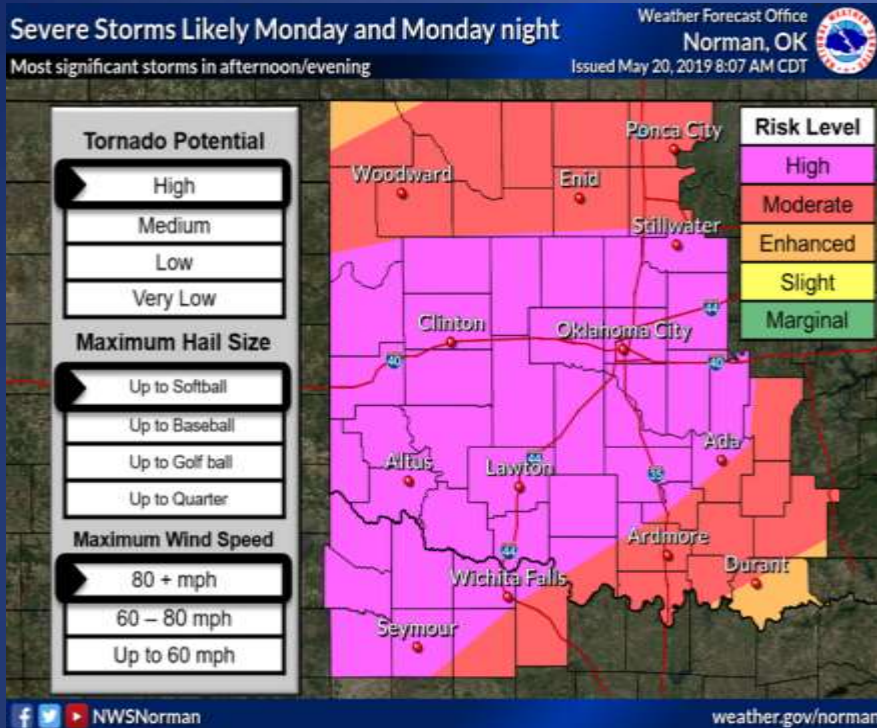 Severe Storms Likely Monday and Monday night
Most significant storms in afternoon/evening
Weather Forecast Office
Norman, OK
Issued May 20, 2019 8:07 AM CDT
Tornado Potential
High
Medium
Low
Very Low
Maximum Hail Size
Up to Softball
Up to Baseball
Up to Golf ball
Up to Quarter
Maximum Wind Speed
80 + mph
60 – 80 mph
Up to 60 mph
Risk Level
High
Moderate
Enhanced
Slight
Marginal
Ponca City
Woodward
Enid
Stillwater
44
Clinton
Oklahoma City
40
40
Ada
Altus
Lawton
44
35
Ardmore
44
Durant
Wichita Falls
Seymour
NWSNorman
weather.gov/norman